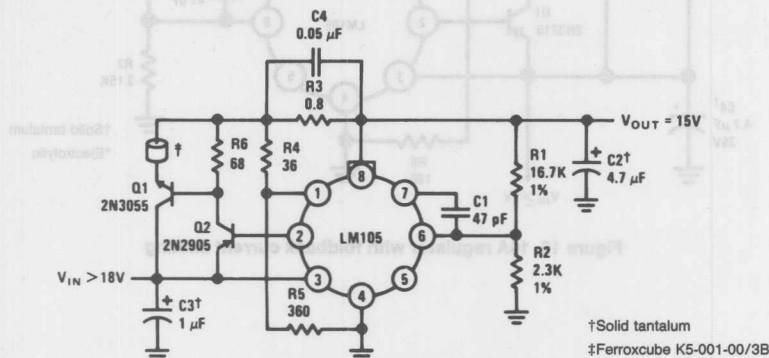 C4
0.05 μF
R3
0.8
VOUT = 15V
‡
R6
68
R4
36
R1
16.7K
1%
C2†
4.7 μF
+
Q1
2N3055
Q2
2N2905
1
8
7
2
LM105
6
3
4
5
C1
47 pF
R2
2.3K
1%
VIN > 18V
+
C3†
1 μF
R5
360
†Solid tantalum
‡Ferroxcube K5-001-00/3B